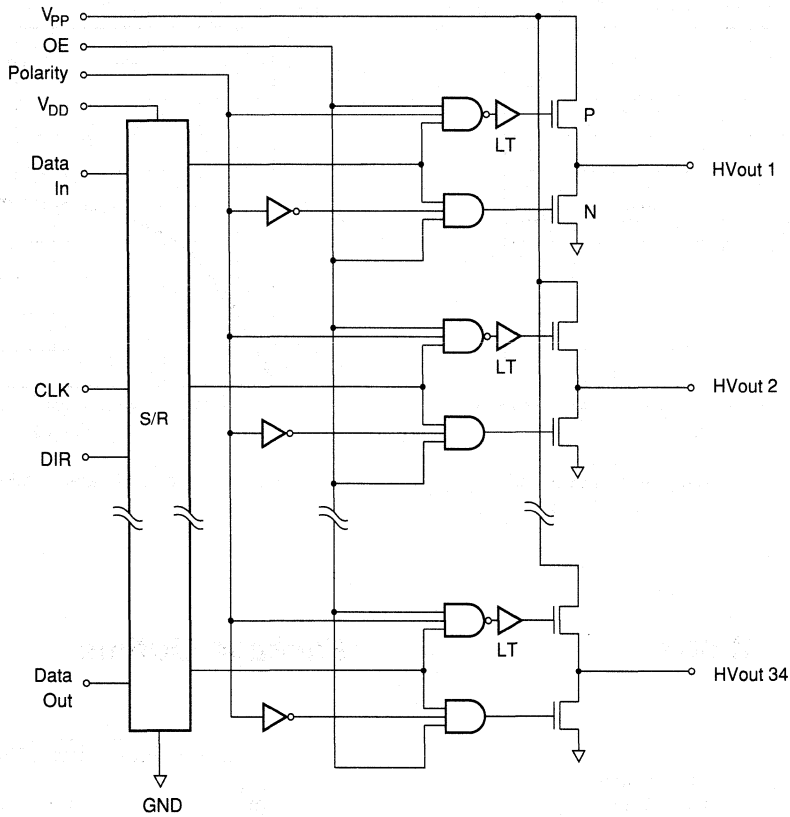 VPP
OE
Polarity
VDD
Data
In
CLK
DIR
Data
Out
S/R
GND
LT
P
N
HVout 1
LT
HVout 2
LT
HVout 34